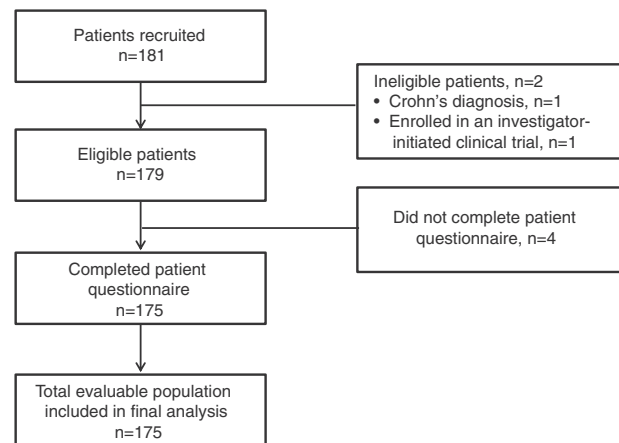 Patients recruited
n=181
Ineligible patients, n=2
• Crohn's diagnosis, n=1
• Enrolled in an investigator-
initiated clinical trial, n=1
Eligible patients
n=179
Did not complete patient
questionnaire, n=4
Completed patient
questionnaire
n=175
Total evaluable population
included in final analysis
n=175